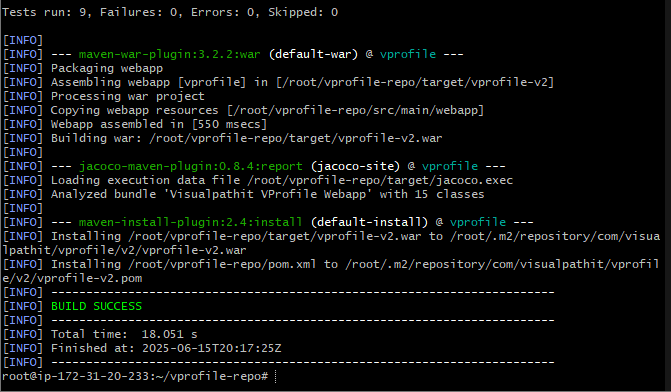 Tests run: 9, Failures: 0, Errors: 0, Skipped: 0
[INFO]
[INFO] --- maven-war-plugin:3.2.2:war (default-war) @ vprofile ---
[INFO] Packaging webapp
[INFO] Assembling webapp [vprofile] in [/root/vprofile-repo/target/vprofile-v2]
[INFO] Processing war project
[INFO] Copying webapp resources [/root/vprofile-repo/src/main/webapp]
[INFO] Webapp assembled in [550 msecs]
[INFO] Building war: /root/vprofile-repo/target/vprofile-v2.war
[INFO]
[INFO] --- jacoco-maven-plugin:0.8.4:report (jacoco-site) @ vprofile ---
[INFO] Loading execution data file /root/vprofile-repo/target/jacoco.exec
[INFO] Analyzed bundle 'Visualpathit VProfile Webapp' with 15 classes
[INFO]
[INFO] --- maven-install-plugin:2.4:install (default-install) @ vprofile ---
[INFO] Installing /root/vprofile-repo/target/vprofile-v2.war to /root/.m2/repository/com/visua
lpathit/vprofile/v2/vprofile-v2.war
[INFO] Installing /root/vprofile-repo/pom.xml to /root/.m2/repository/com/visualpathit/vprofil
e/v2/vprofile-v2.pom
[INFO] ------------------------------------------------------------------------
[INFO] BUILD SUCCESS
[INFO] ------------------------------------------------------------------------
[INFO] Total time:  18.051 s
[INFO] Finished at: 2025-06-15T20:17:25Z
[INFO] ------------------------------------------------------------------------
root@ip-172-31-20-233:~/vprofile-repo#